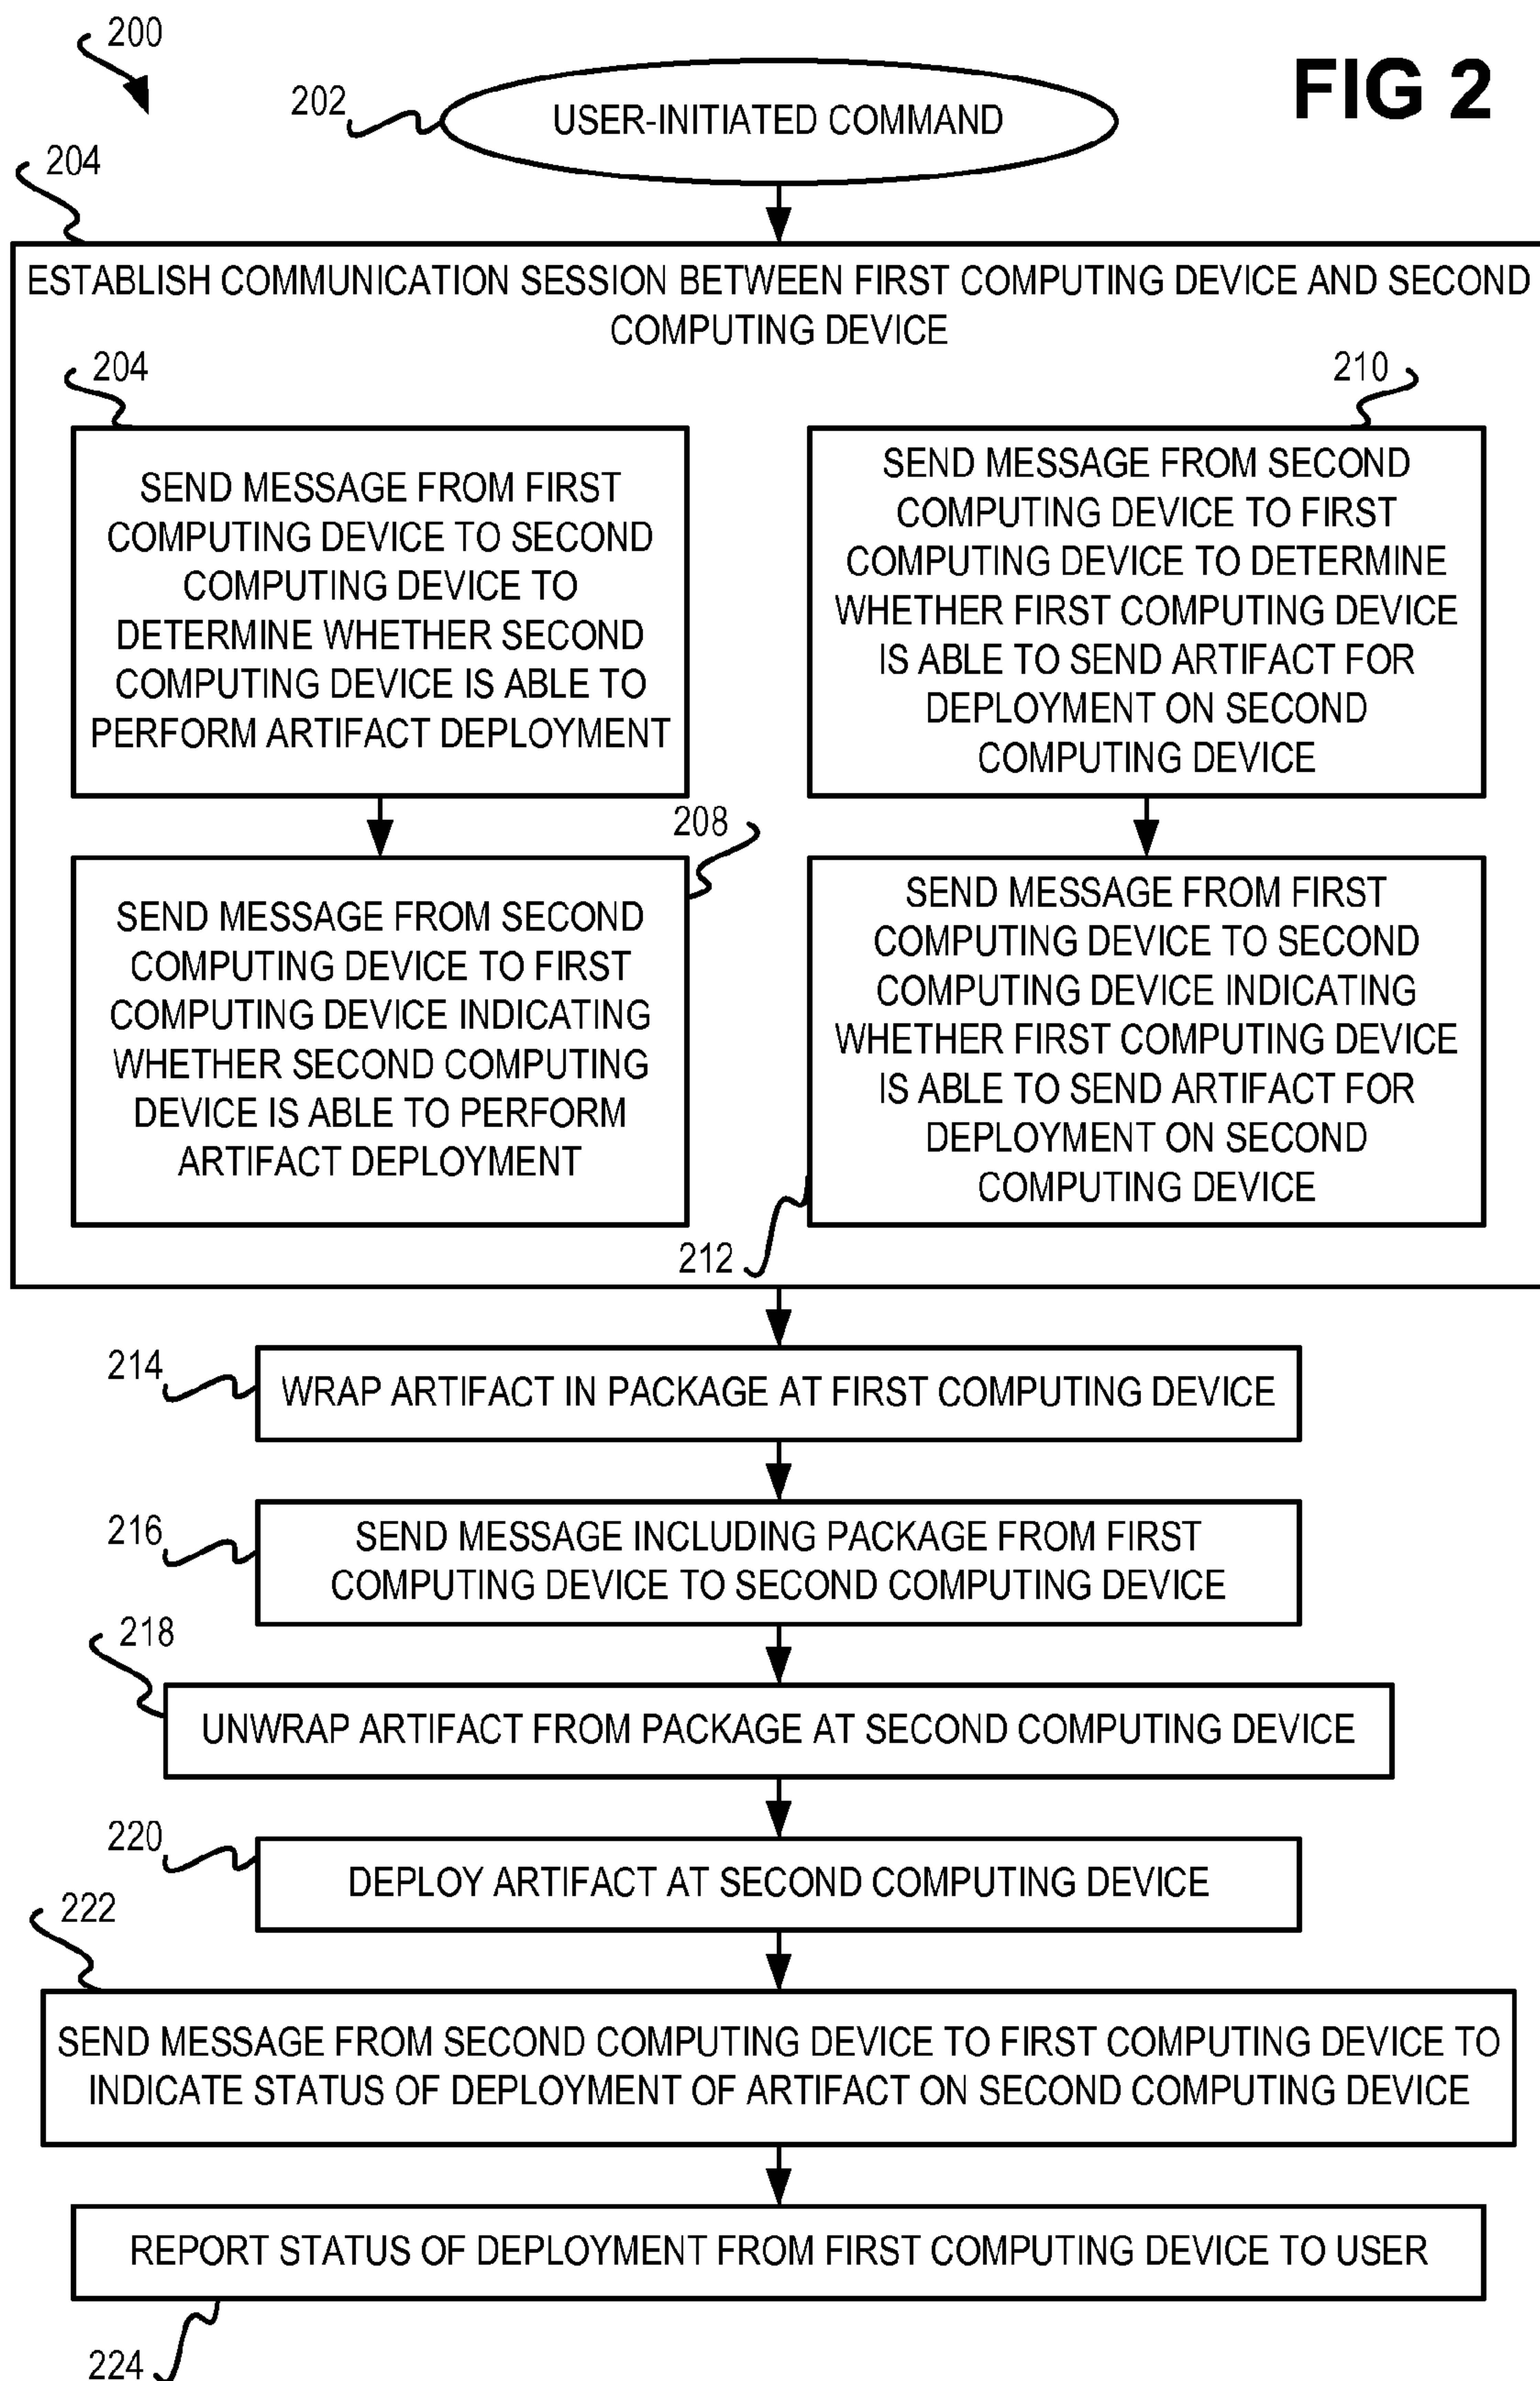 200
FIG 2
202
USER-INITIATED COMMAND
204
ESTABLISH COMMUNICATION SESSION BETWEEN FIRST COMPUTING DEVICE AND SECOND
COMPUTING DEVICE
204
SEND MESSAGE FROM FIRST
COMPUTING DEVICE TO SECOND
COMPUTING DEVICE TO
DETERMINE WHETHER SECOND
COMPUTING DEVICE IS ABLE TO
PERFORM ARTIFACT DEPLOYMENT
208
SEND MESSAGE FROM SECOND
COMPUTING DEVICE TO FIRST
COMPUTING DEVICE INDICATING
WHETHER SECOND COMPUTING
DEVICE IS ABLE TO PERFORM
ARTIFACT DEPLOYMENT
210
SEND MESSAGE FROM SECOND
COMPUTING DEVICE TO FIRST
COMPUTING DEVICE TO DETERMINE
WHETHER FIRST COMPUTING DEVICE
IS ABLE TO SEND ARTIFACT FOR
DEPLOYMENT ON SECOND
COMPUTING DEVICE
SEND MESSAGE FROM FIRST
COMPUTING DEVICE TO SECOND
COMPUTING DEVICE INDICATING
WHETHER FIRST COMPUTING DEVICE
IS ABLE TO SEND ARTIFACT FOR
DEPLOYMENT ON SECOND
COMPUTING DEVICE
212
214
WRAP ARTIFACT IN PACKAGE AT FIRST COMPUTING DEVICE
216
SEND MESSAGE INCLUDING PACKAGE FROM FIRST
COMPUTING DEVICE TO SECOND COMPUTING DEVICE
218
UNWRAP ARTIFACT FROM PACKAGE AT SECOND COMPUTING DEVICE
220
DEPLOY ARTIFACT AT SECOND COMPUTING DEVICE
222
SEND MESSAGE FROM SECOND COMPUTING DEVICE TO FIRST COMPUTING DEVICE TO
INDICATE STATUS OF DEPLOYMENT OF ARTIFACT ON SECOND COMPUTING DEVICE
REPORT STATUS OF DEPLOYMENT FROM FIRST COMPUTING DEVICE TO USER
224